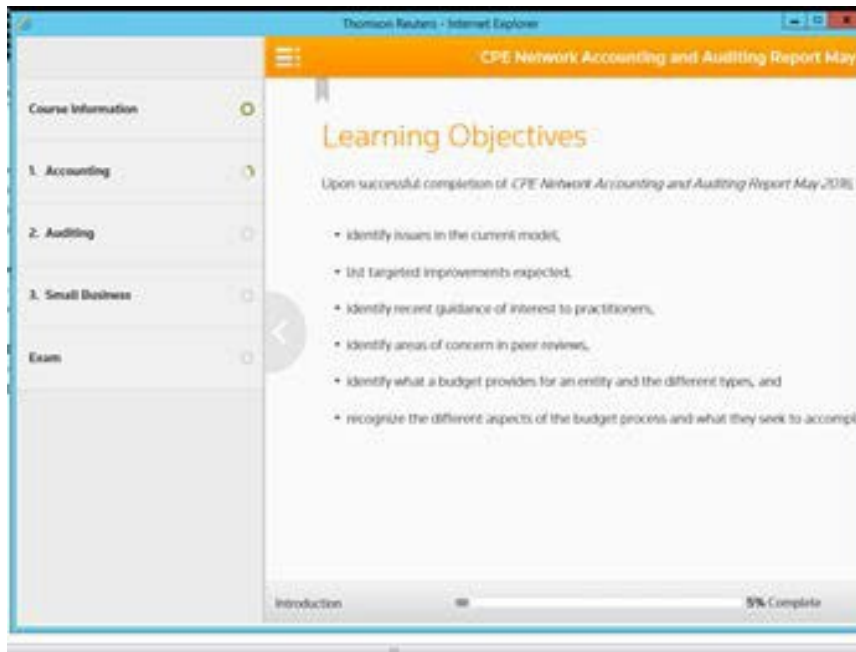 Thomson Reuters - Internet Explorer
CPE Network Accounting and Auditing Report May
Course Information
1. Accounting
2. Auditing
3. Small Business
Exam
Learning Objectives
Upon successful completion of CPE Network Accounting and Auditing Report May 2016,
• identify issues in the current model,
• list targeted improvements expected,
• identify recent guidance of interest to practitioners,
• identify areas of concern in peer reviews,
• identify what a budget provides for an entity and the different types, and
• recognize the different aspects of the budget process and what they seek to accompl
Introduction
5% Complete